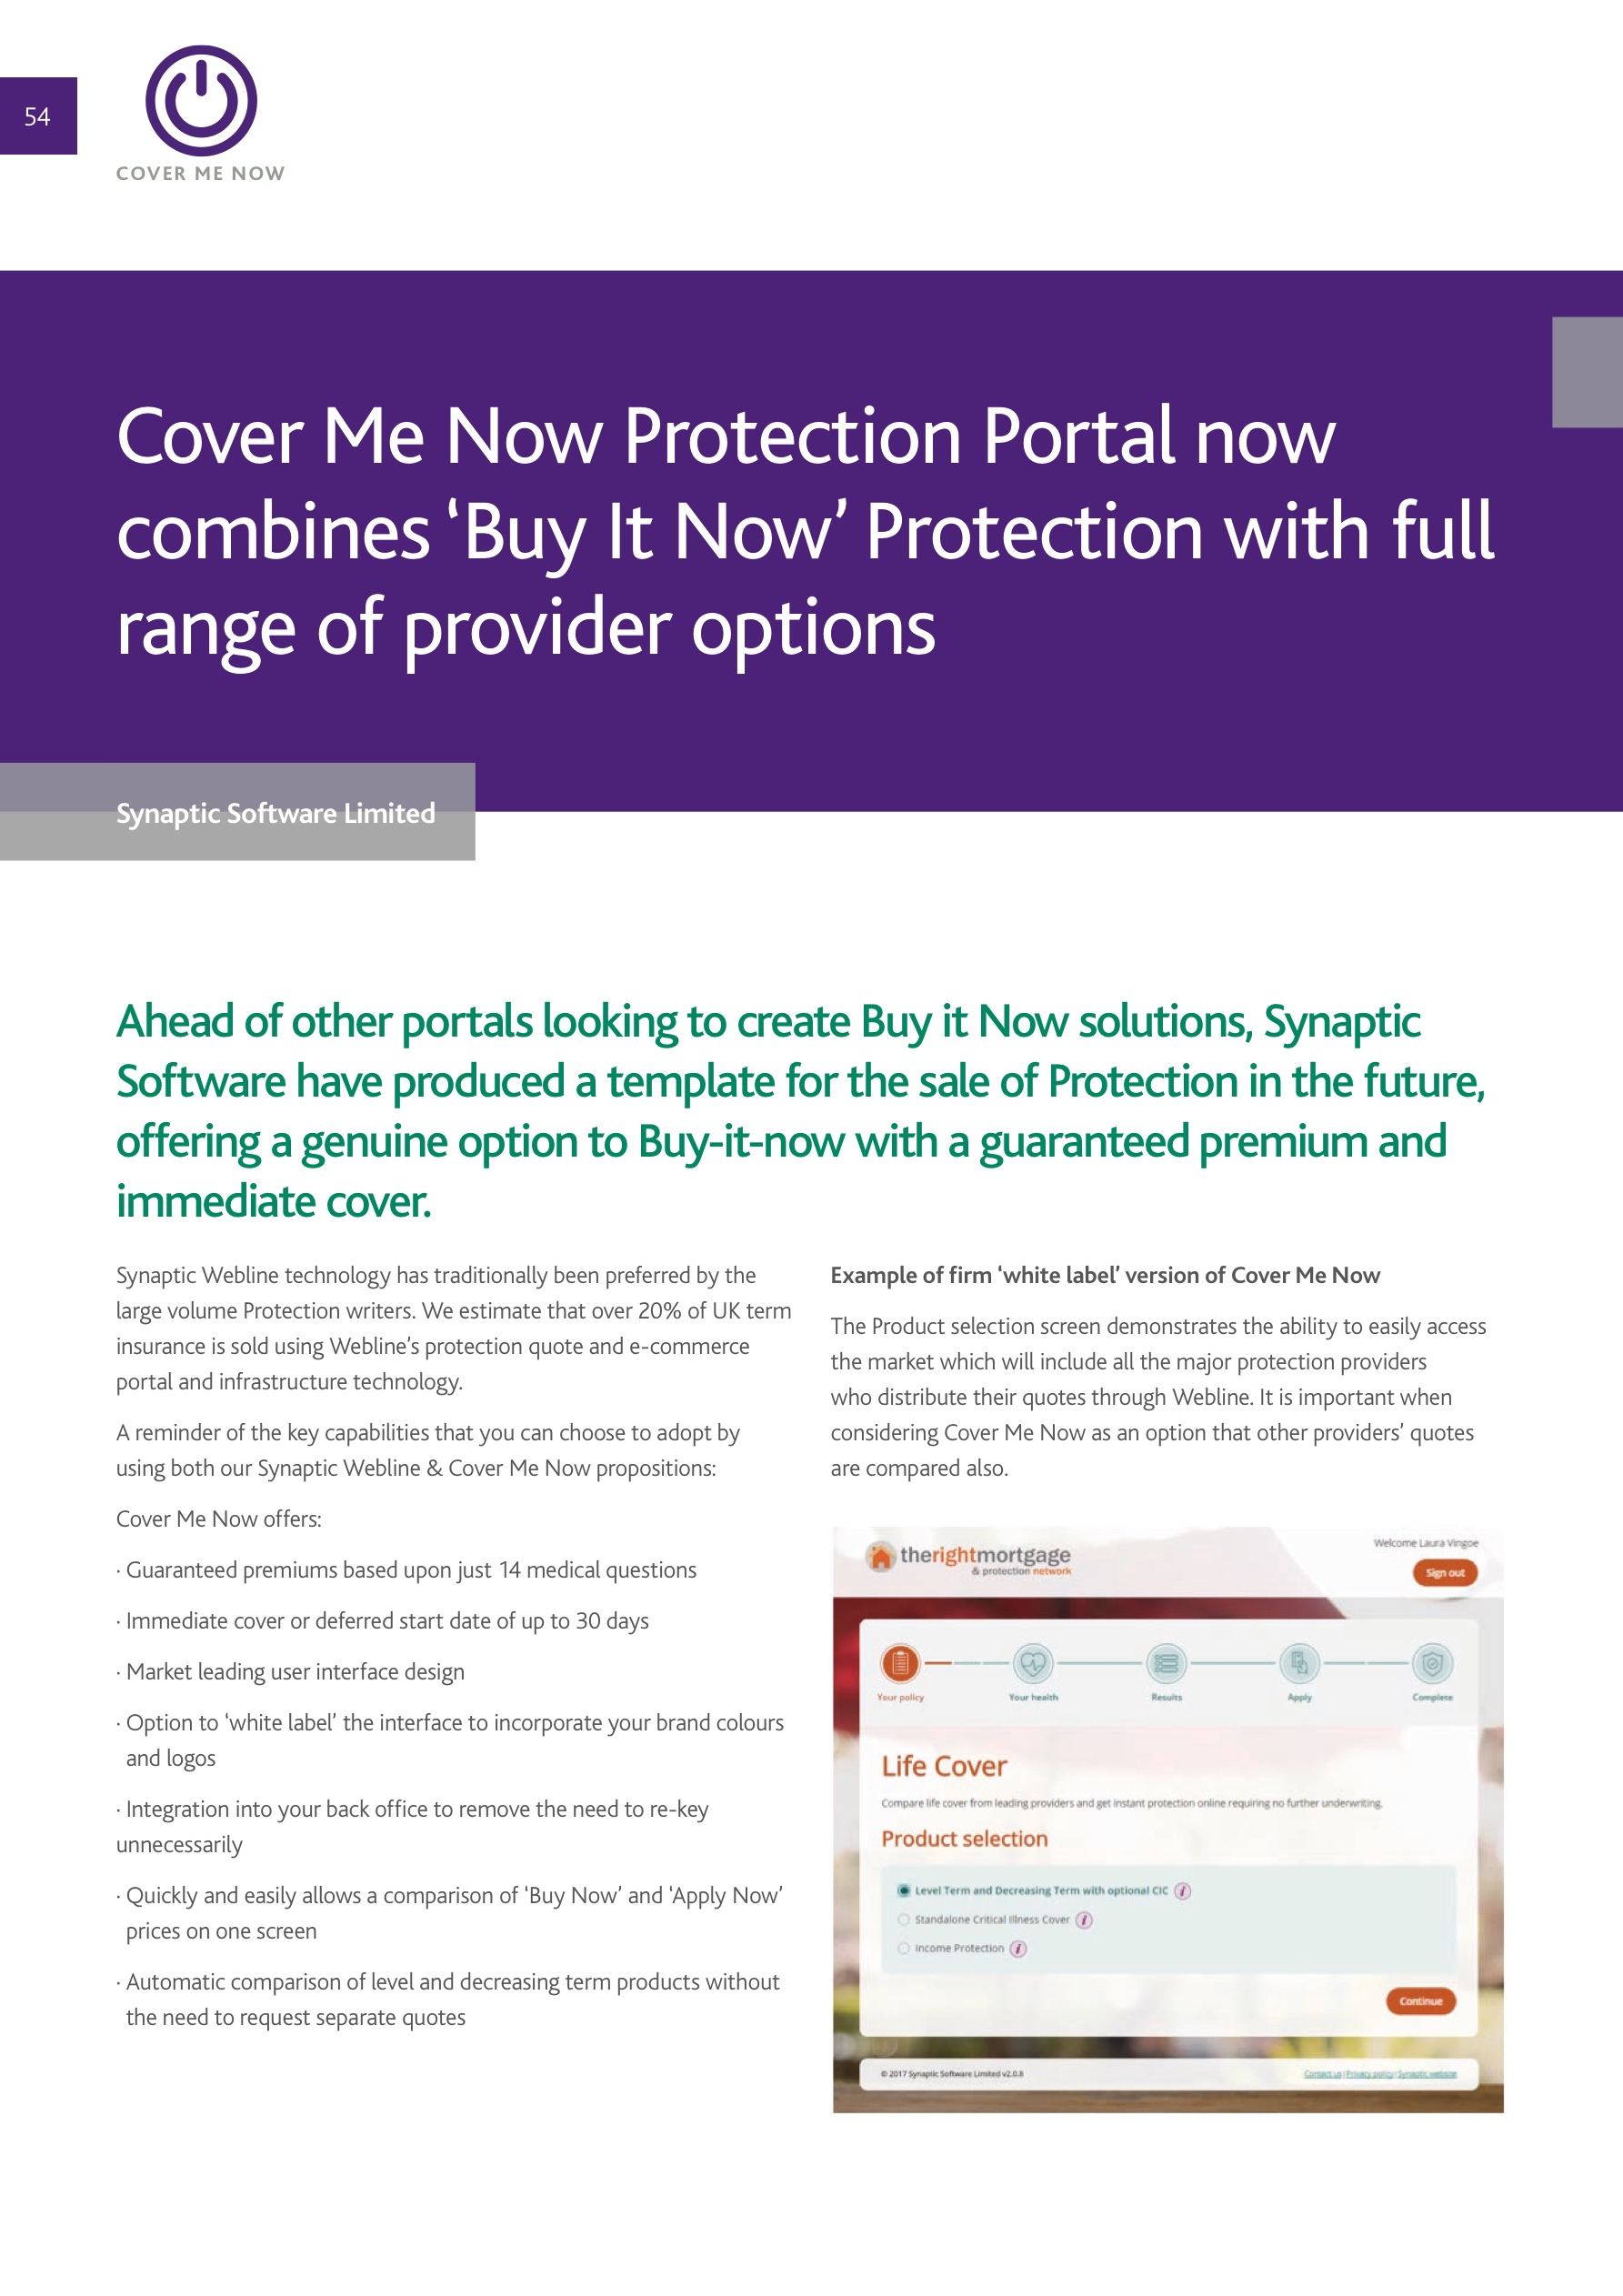 54
COVER ME NOW
Cover Me Now Protection Portal now
combines ‘Buy It Now’ Protection with full
range of provider options
Synaptic Software Limited
Ahead of other portals looking to create Buy it Now solutions, Synaptic
Software have produced a template for the sale of Protection in the future,
offering a genuine option to Buy-it-now with a guaranteed premium and
immediate cover.
Synaptic Webline technology has traditionally been preferred by the
large volume Protection writers. We estimate that over 20% of UK term
insurance is sold using Webline’s protection quote and e-commerce
portal and infrastructure technology.
A reminder of the key capabilities that you can choose to adopt by
using both our Synaptic Webline & Cover Me Now propositions:
Cover Me Now offers:
· Guaranteed premiums based upon just 14 medical questions
· Immediate cover or deferred start date of up to 30 days
· Market leading user interface design
· Option to ‘white label’ the interface to incorporate your brand colours
and logos
· Integration into your back office to remove the need to re-key
unnecessarily
· Quickly and easily allows a comparison of ‘Buy Now’ and ‘Apply Now’
prices on one screen
· Automatic comparison of level and decreasing term products without
the need to request separate quotes
Example of firm ‘white label’ version of Cover Me Now
The Product selection screen demonstrates the ability to easily access
the market which will include all the major protection providers
who distribute their quotes through Webline. It is important when
considering Cover Me Now as an option that other providers’ quotes
are compared also.
therightmortgage
& protection network
Welcome Laura Vingoe
Sign out
Your policy
Your health
Results
Apply
Complete
Life Cover
Compare life cover from leading providers and get instant protection online requiring no further underwriting.
Product selection
Level Term and Decreasing Term with optional CIC i
Standalone Critical Illness Cover i
Income Protection i
Continue
© 2017 Synaptic Software Limited v2.0.8
Contact us | Privacy policy | Synaptic website